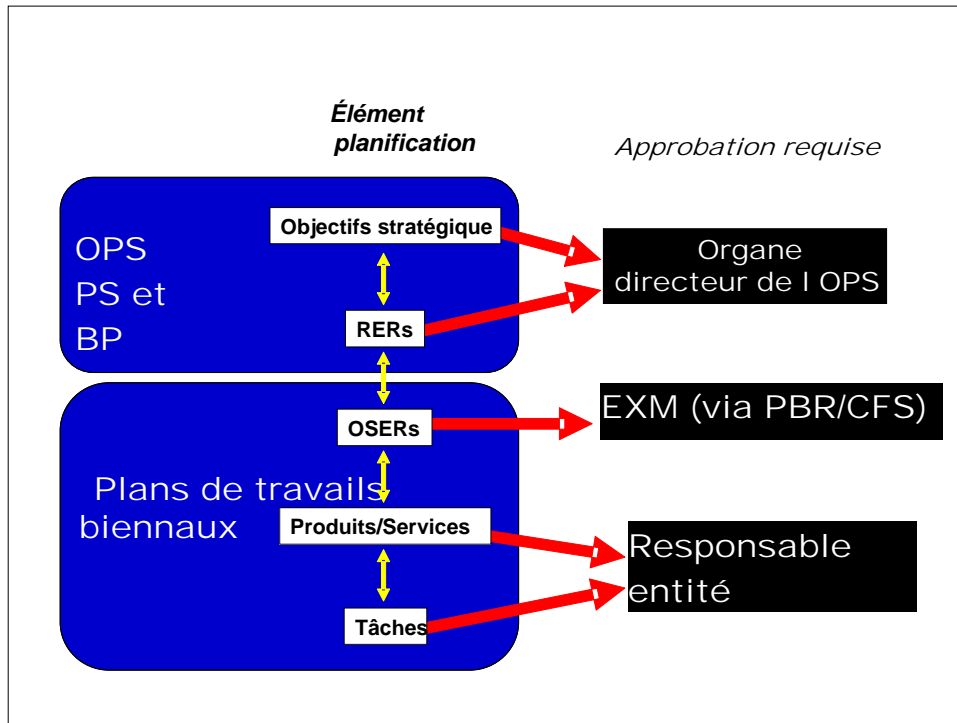 Élément
planification
Approbation requise
Objectifs stratégique
OPS
PS et
BP
RERs
Organe
directeur de l OPS
OSERs
EXM (via PBR/CFS)
Plans de travails
biennaux
Produits/Services
Tâches
Responsable
entité